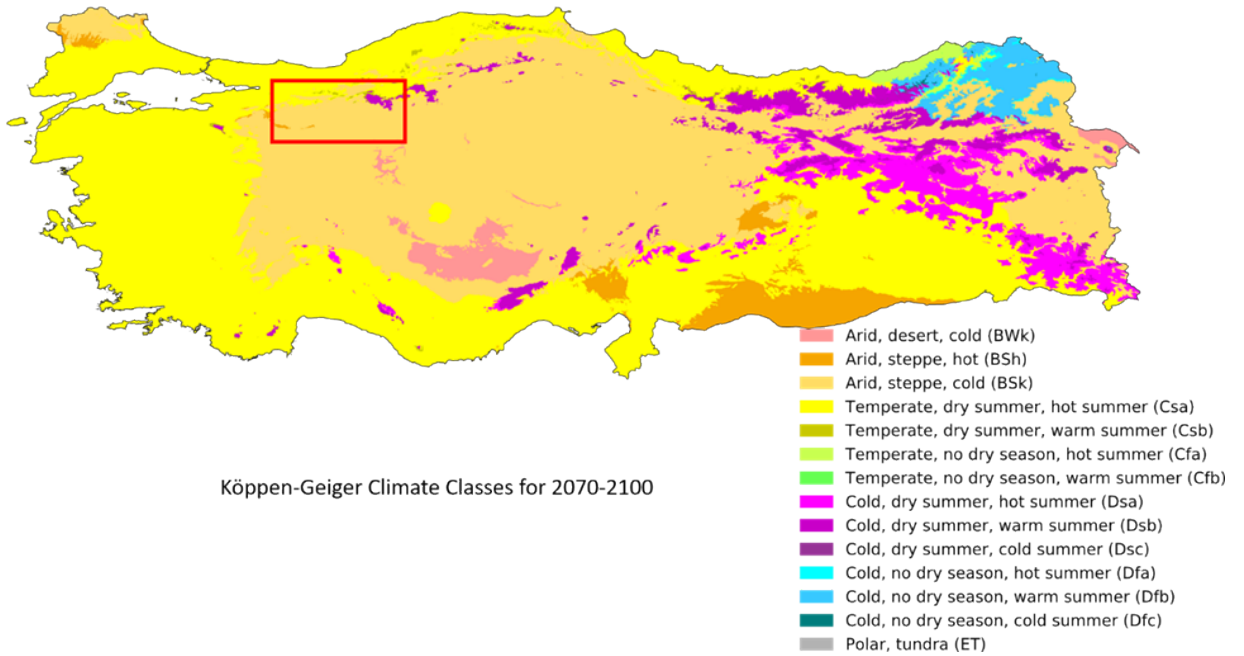 Arid, desert, cold (BWk)
Arid, steppe, hot (BSh)
Arid, steppe, cold (BSk)
Temperate, dry summer, hot summer (Csa)
Temperate, dry summer, warm summer (Csb)
Temperate, no dry season, hot summer (Cfa)
Temperate, no dry season, warm summer (Cfb)
Cold, dry summer, hot summer (Dsa)
Cold, dry summer, warm summer (Dsb)
Cold, dry summer, cold summer (Dsc)
Cold, no dry season, hot summer (Dfa)
Cold, no dry season, warm summer (Dfb)
Cold, no dry season, cold summer (Dfc)
Polar, tundra (ET)
Köppen-Geiger Climate Classes for 2070-2100